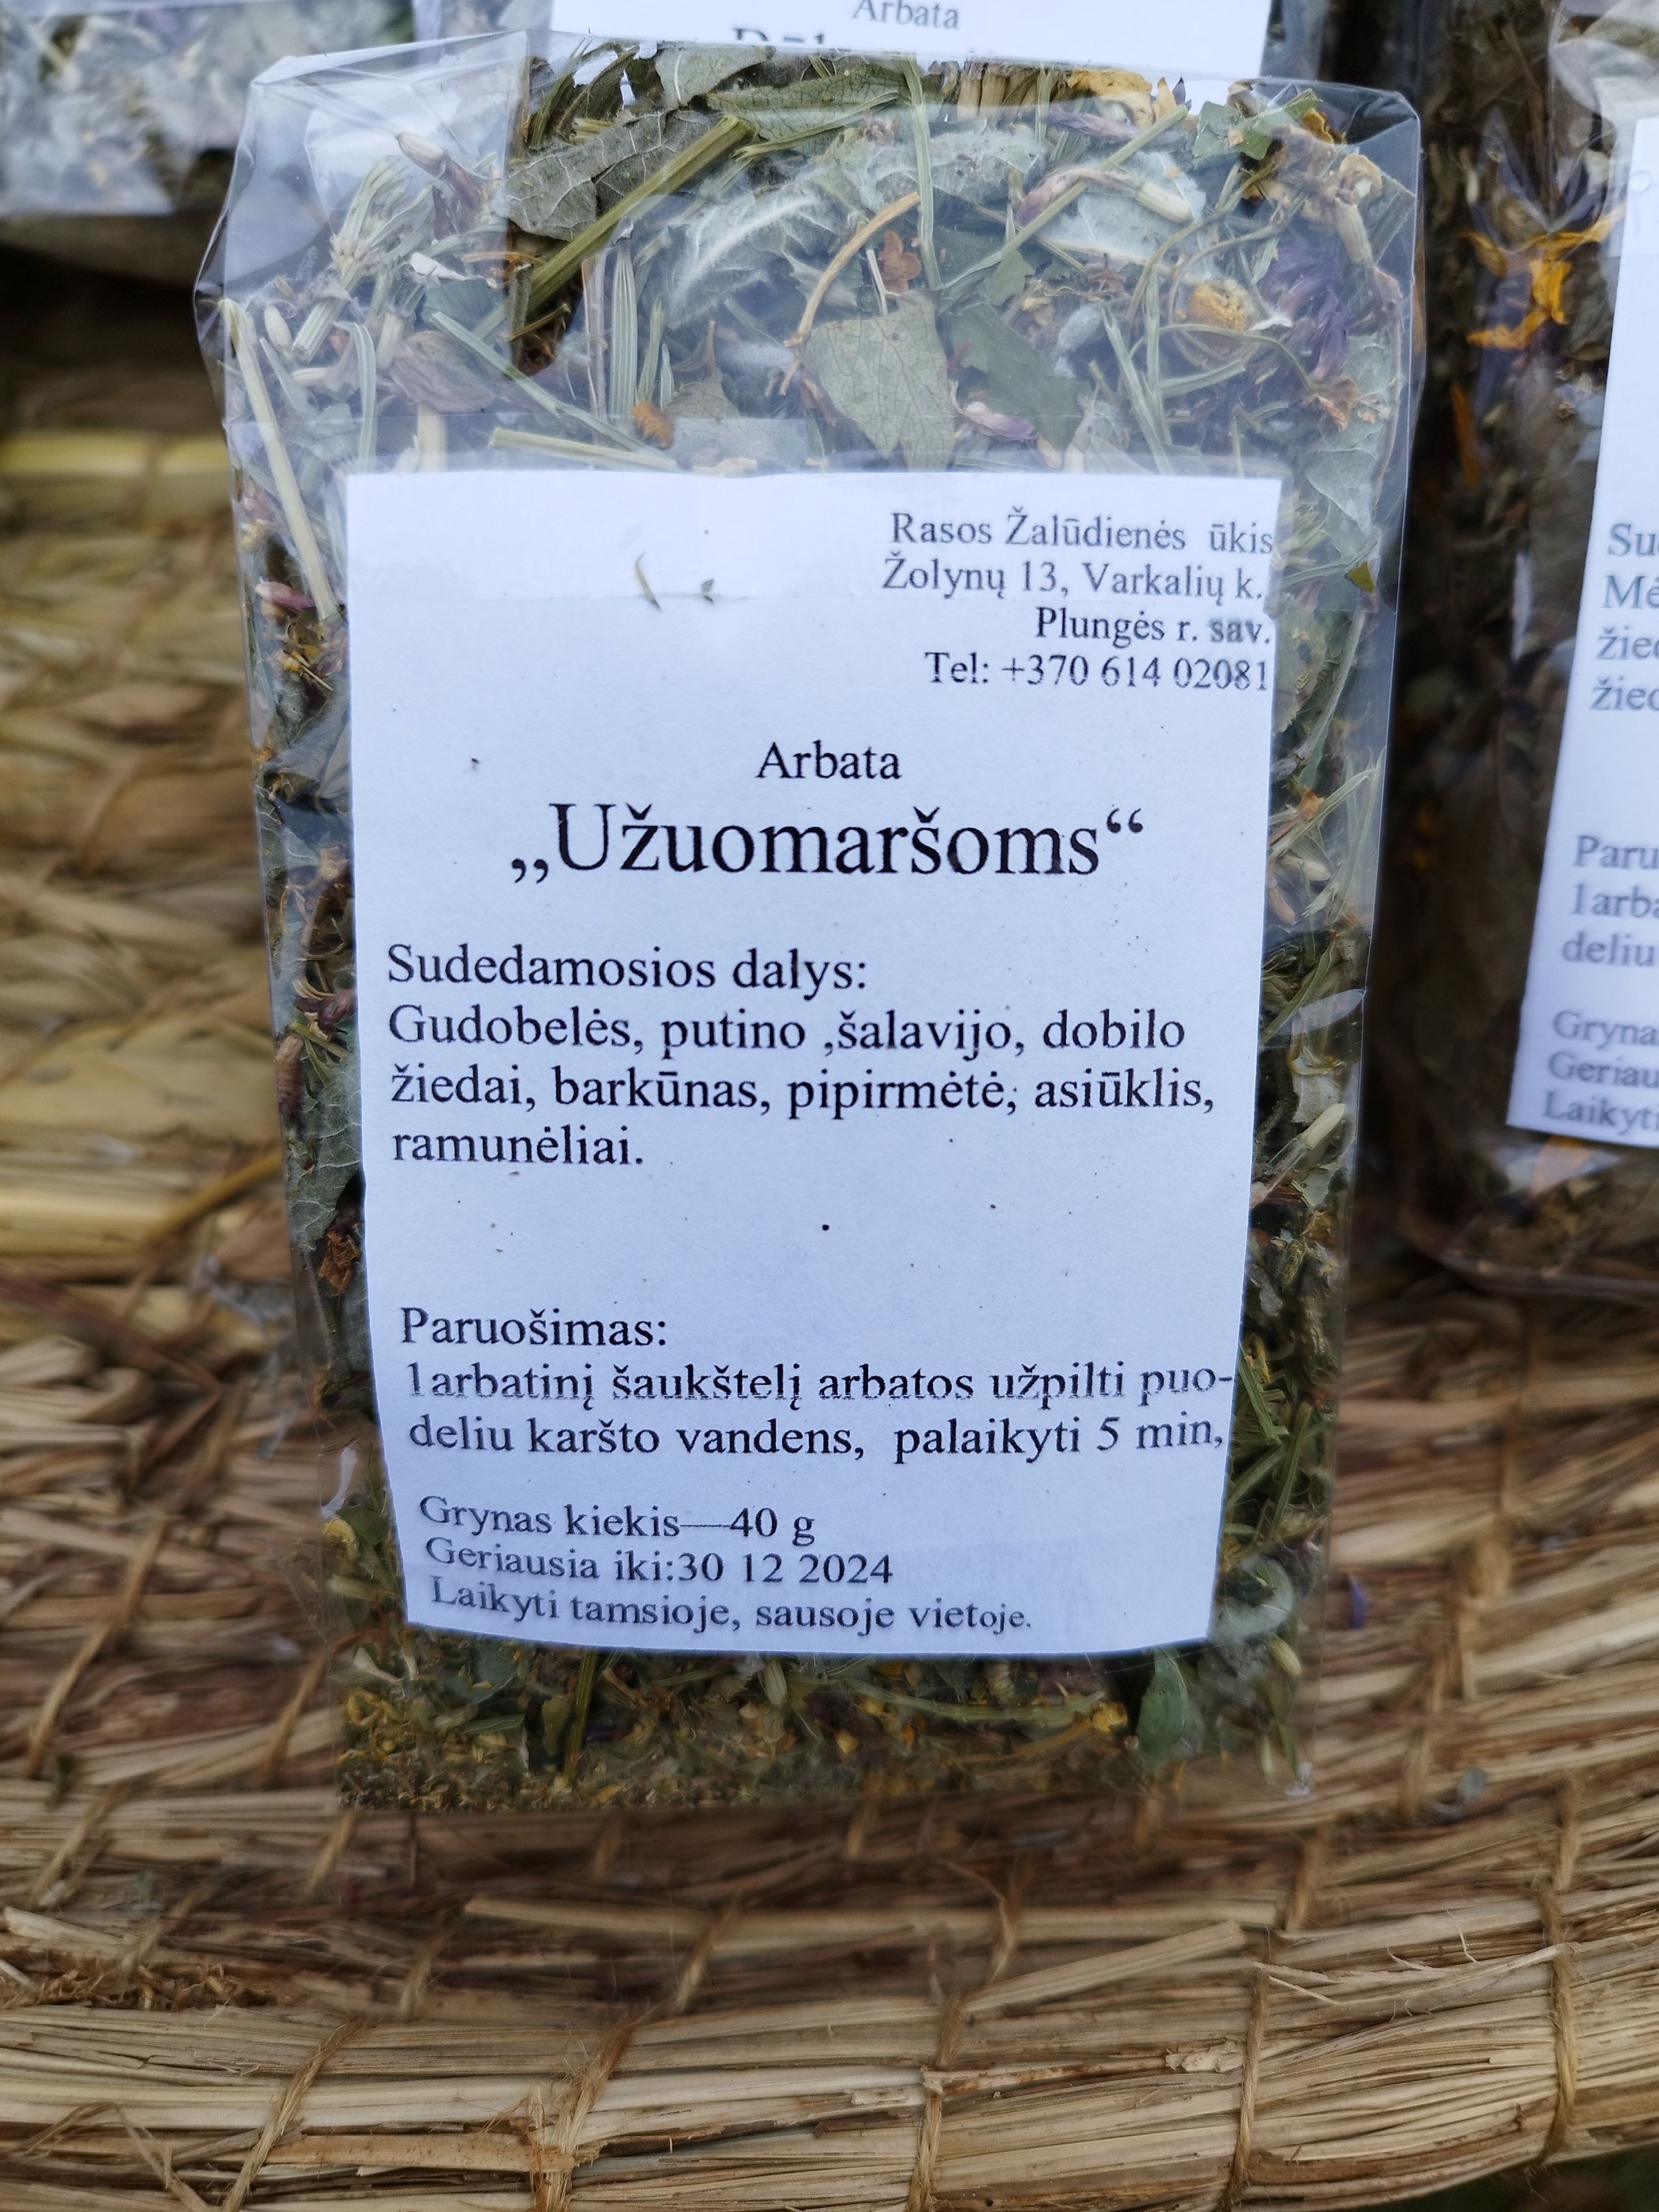 Arbata
Rasos Žalūdienės ūkis
Žolynų 13, Varkalių k.
Plungės r. sav.
Tel: +370 614 02081
Arbata
„Užuomaršoms“
Sudedamosios dalys:
Gudobelės, putino ,šalavijo, dobilo
žiedai, barkūnas, pipirmėtė, asiūklis,
ramunėliai.
Paruošimas:
1arbatinį šaukštelį arbatos užpilti puo-
deliu karšto vandens, palaikyti 5 min,
Grynas kiekis—40 g
Geriausia iki:30 12 2024
Laikyti tamsioje, sausoje vietoje.
Laikyti